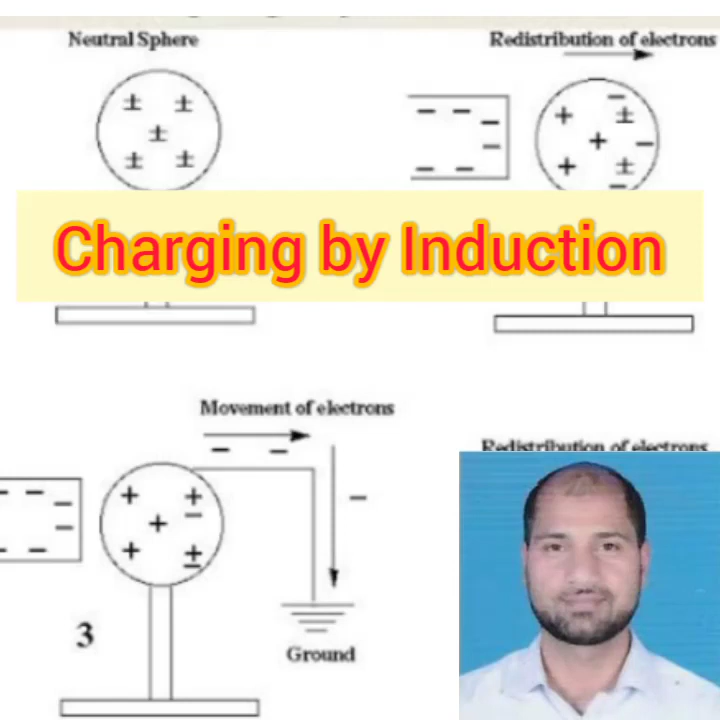 Neutral Sphere
Redistribution of electrons
Charging by Induction
Movement of electrons
Redistribution of electrons
3
Ground